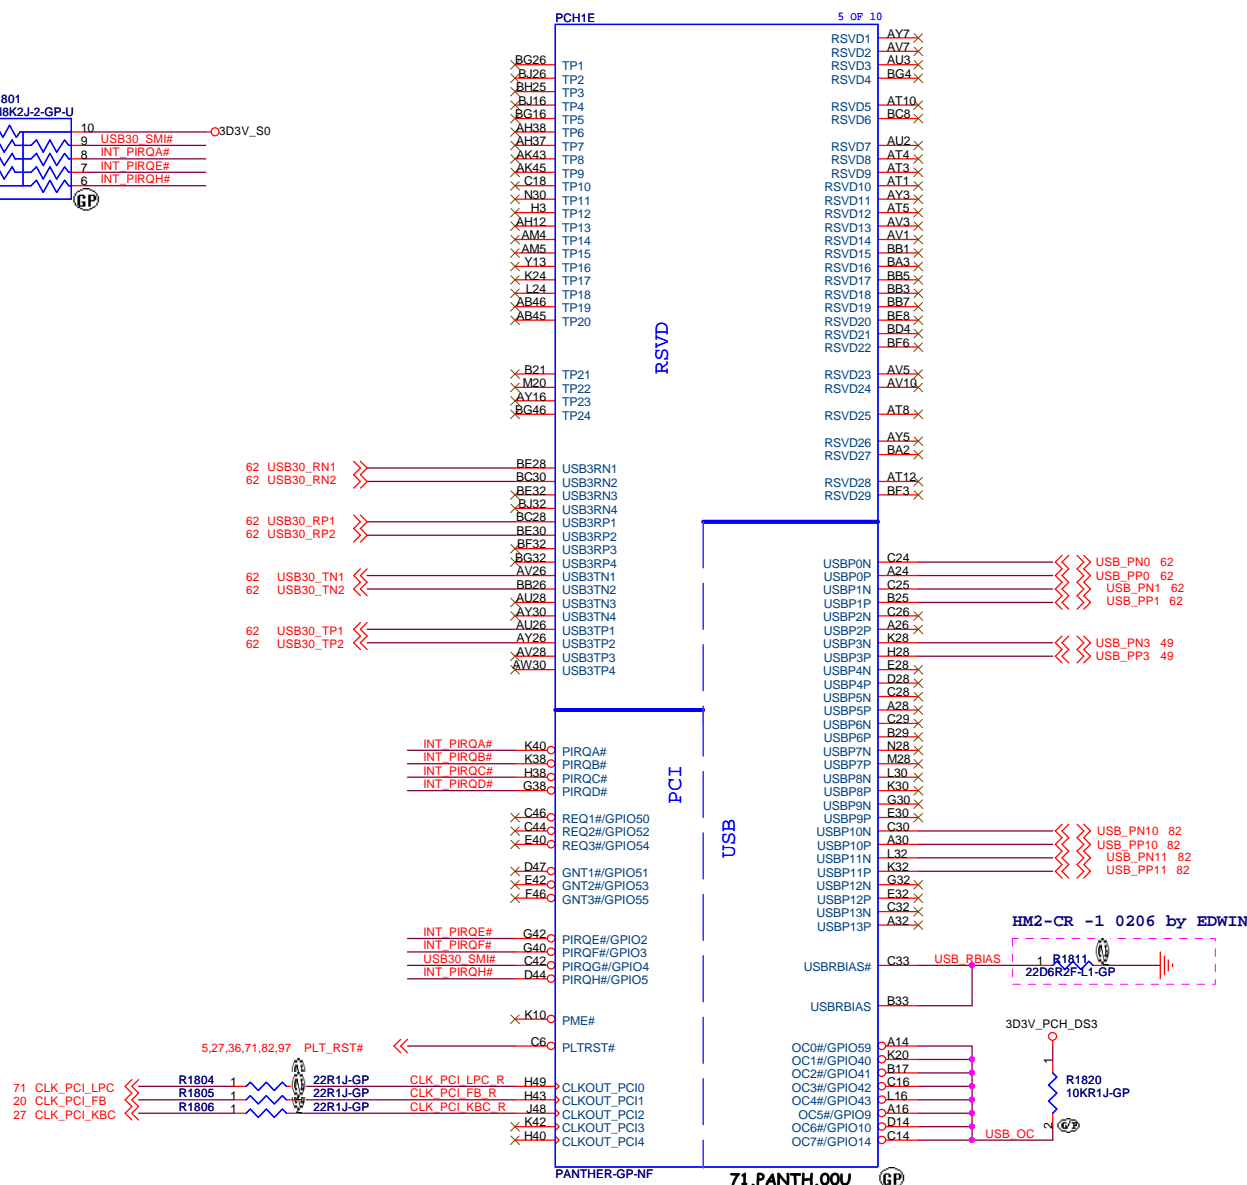 PCH1E 5 OF 10
801
I8K2J-2-GP-U
10 3D3V_S0
9 USB30_SMI#
8 INT_PIRQA#
7 INT_PIRQE#
6 INT_PIRQH#
GP
BG26 TP1
BJ26 TP2
BH25 TP3
BJ16 TP4
BG16 TP5
AH38 TP6
AH37 TP7
AK43 TP8
AK45 TP9
C18 TP10
N30 TP11
H3 TP12
AH12 TP13
AM4 TP14
AM5 TP15
Y13 TP16
K24 TP17
L24 TP18
AB46 TP19
AB45 TP20
B21 TP21
M20 TP22
AY16 TP23
BG46 TP24
RSVD
RSVD1 AY7
RSVD2 AV7
RSVD3 AU3
RSVD4 BG4
RSVD5 AT10
RSVD6 BC8
RSVD7 AU2
RSVD8 AT4
RSVD9 AT3
RSVD10 AT1
RSVD11 AY3
RSVD12 AT5
RSVD13 AV3
RSVD14 AV1
RSVD15 BB1
RSVD16 BA3
RSVD17 BB5
RSVD18 BB3
RSVD19 BB7
RSVD20 BE8
RSVD21 BD4
RSVD22 BF6
RSVD23 AV5
RSVD24 AV10
RSVD25 AT8
RSVD26 AY5
RSVD27 BA2
RSVD28 AT12
RSVD29 BF3
62 USB30_RN1 BE28 USB3RN1
62 USB30_RN2 BC30 USB3RN2
BE32 USB3RN3
BJ32 USB3RN4
62 USB30_RP1 BC28 USB3RP1
62 USB30_RP2 BE30 USB3RP2
BF32 USB3RP3
BG32 USB3RP4
62 USB30_TN1 AV26 USB3TN1
62 USB30_TN2 BB26 USB3TN2
AU28 USB3TN3
AY30 USB3TN4
62 USB30_TP1 AU26 USB3TP1
62 USB30_TP2 AY26 USB3TP2
AV28 USB3TP3
AW30 USB3TP4
USBP0N C24 USB_PN0 62
USBP0P A24 USB_PP0 62
USBP1N C25 USB_PN1 62
USBP1P B25 USB_PP1 62
USBP2N C26
USBP2P A26
USBP3N K28 USB_PN3 49
USBP3P H28 USB_PP3 49
USBP4N E28
USBP4P D28
USBP5N C28
USBP5P A28
USBP6N C29
USBP6P B29
USBP7N N28
USBP7P M28
USBP8N L30
USBP8P K30
USBP9N G30
USBP9P E30
USBP10N C30 USB_PN10 82
USBP10P A30 USB_PP10 82
USBP11N L32 USB_PN11 82
USBP11P K32 USB_PP11 82
USBP12N G32
USBP12P E32
USBP13N C32
USBP13P A32
PCI
USB
INT_PIRQA# K40 PIRQA#
INT_PIRQB# K38 PIRQB#
INT_PIRQC# H38 PIRQC#
INT_PIRQD# G38 PIRQD#
C46 REQ1#/GPIO50
C44 REQ2#/GPIO52
E40 REQ3#/GPIO54
D47 GNT1#/GPIO51
E42 GNT2#/GPIO53
F46 GNT3#/GPIO55
INT_PIRQE# G42 PIRQE#/GPIO2
INT_PIRQF# G40 PIRQF#/GPIO3
USB30_SMI# C42 PIRQG#/GPIO4
INT_PIRQH# D44 PIRQH#/GPIO5
K10 PME#
5,27,36,71,82,97 PLT_RST# C6 PLTRST#
71 CLK_PCI_LPC R1804 1 22R1J-GP CLK_PCI_LPC_R H49 CLKOUT_PCI0
20 CLK_PCI_FB R1805 1 22R1J-GP CLK_PCI_FB_R H43 CLKOUT_PCI1
27 CLK_PCI_KBC R1806 1 22R1J-GP CLK_PCI_KBC_R J48 CLKOUT_PCI2
K42 CLKOUT_PCI3
H40 CLKOUT_PCI4
HM2-CR -1 0206 by EDWIN
USBRBIAS# C33 USB_RBIAS 1 R1811
22D6R2F-L1-GP
USBRBIAS B33
3D3V_PCH_DS3
1
R1820
10KR1J-GP
2
OC0#/GPIO59 A14
OC1#/GPIO40 K20
OC2#/GPIO41 B17
OC3#/GPIO42 C16
OC4#/GPIO43 L16
OC5#/GPIO9 A16
OC6#/GPIO10 D14
OC7#/GPIO14 C14 USB_OC
PANTHER-GP-NF
71.PANTH.00U GP